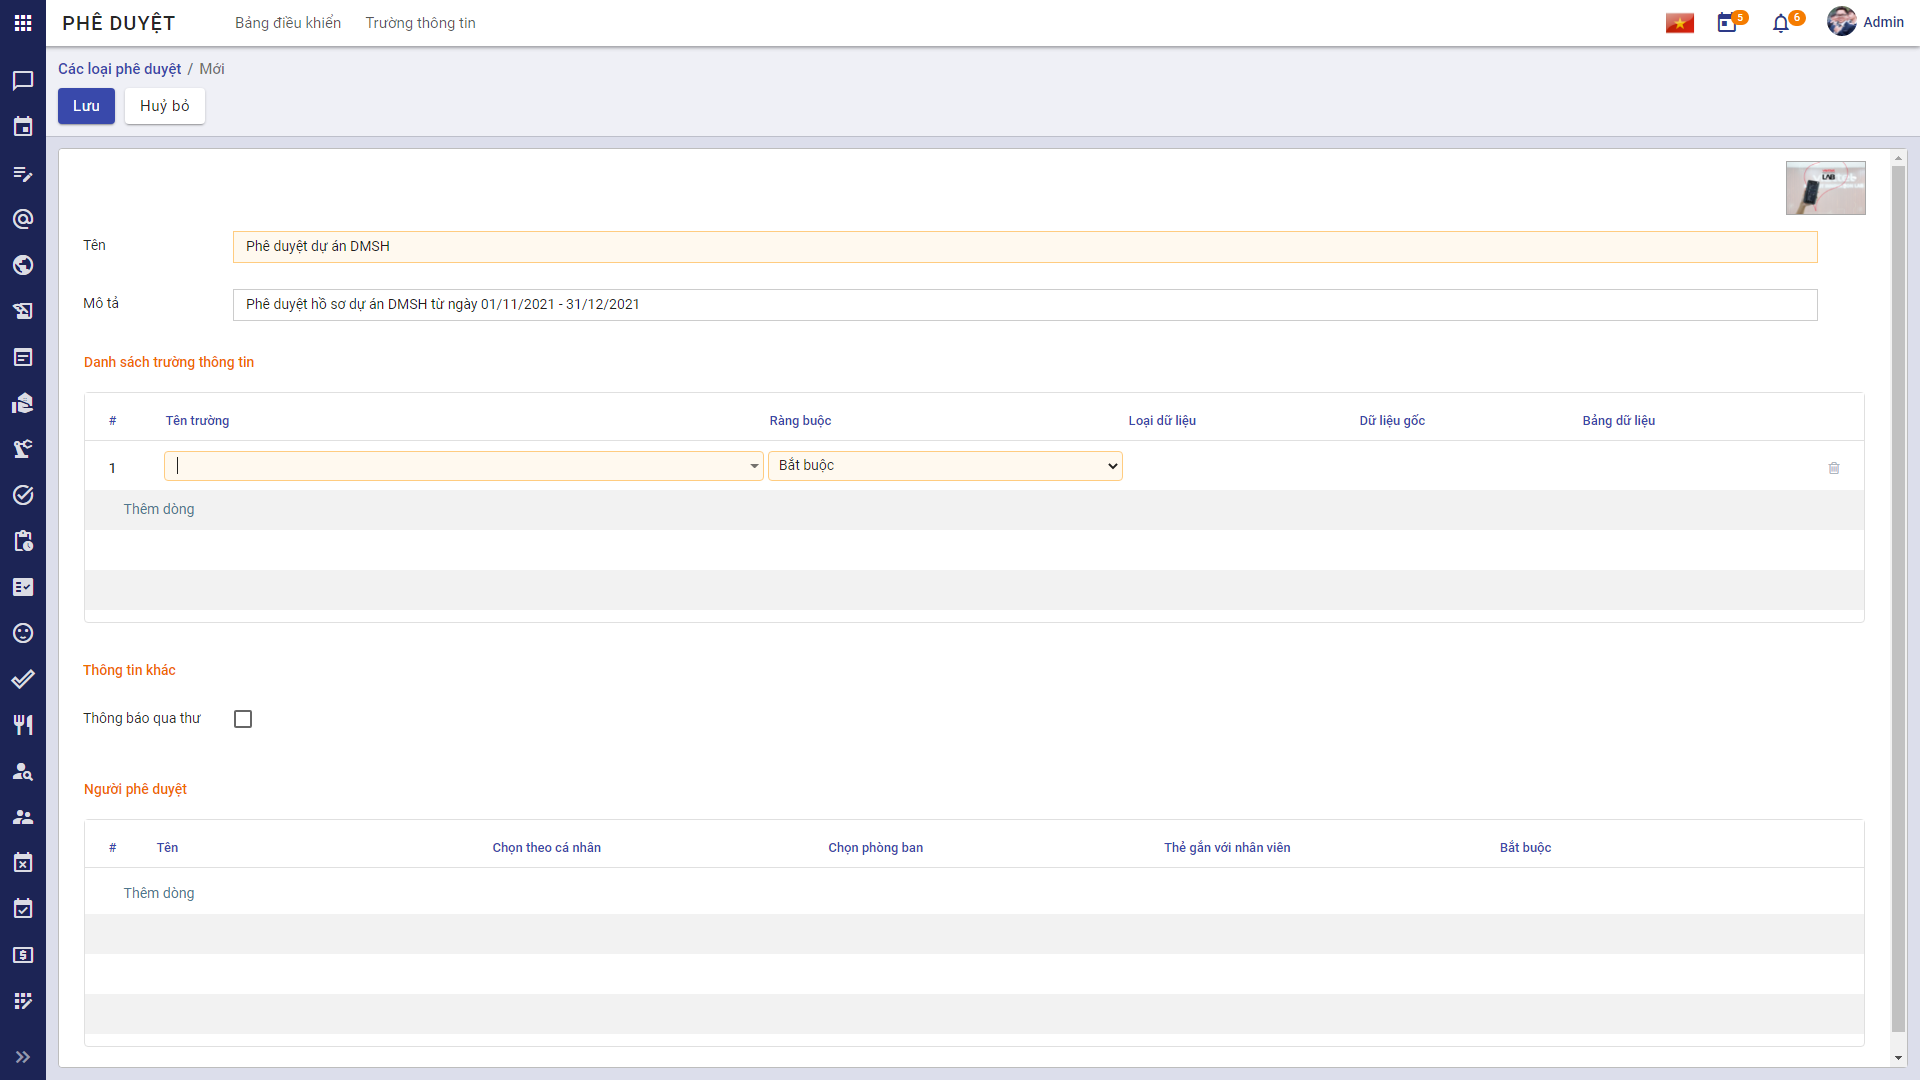 PHÊ DUYỆT
Bảng điều khiển
Trường thông tin
5
6
Admin
Các loại phê duyệt / Mới
Lưu
Huỷ bỏ
LAB
Tên
Phê duyệt dự án DMSH
Mô tả
Phê duyệt hồ sơ dự án DMSH từ ngày 01/11/2021 - 31/12/2021
Danh sách trường thông tin
# Tên trường Ràng buộc Loại dữ liệu Dữ liệu gốc Bảng dữ liệu
1 Bắt buộc
Thêm dòng
Thông tin khác
Thông báo qua thư
Người phê duyệt
# Tên Chọn theo cá nhân Chọn phòng ban Thẻ gắn với nhân viên Bắt buộc
Thêm dòng